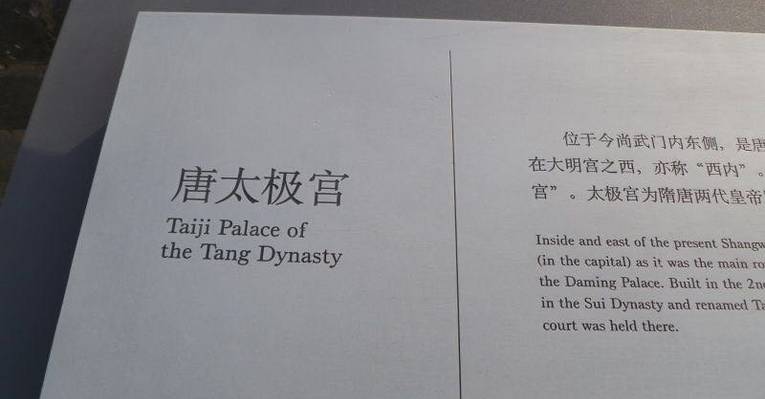 唐太极宫
Taiji Palace of
the Tang Dynasty
位于今尚武门内东侧，是唐
在大明宫之西，亦称“西内”。
宫”。太极宫为隋唐两代皇帝
Inside and east of the present Shangw
(in the capital) as it was the main ro
the Daming Palace. Built in the 2n
in the Sui Dynasty and renamed Ta
court was held there.